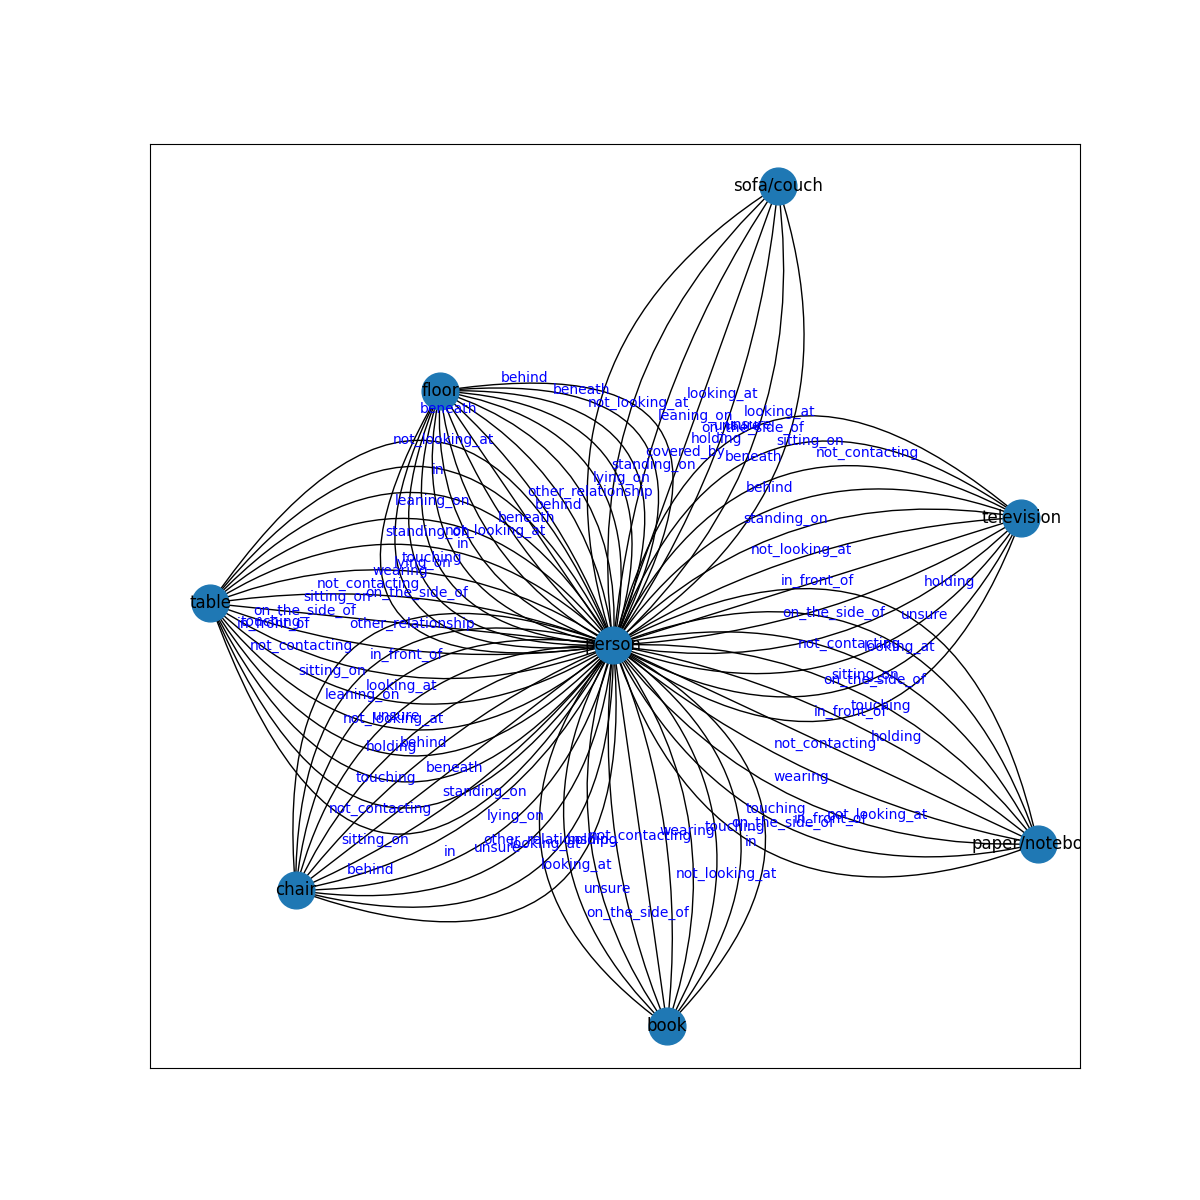 sofa/couch
behind
beneath
floor
looking_at
not_looking_at
beneath
looking_at
leaning_on
on_the_side_of
unsure
holding
sitting_on
not_looking_at
covered_by
not_contacting
beneath
standing_on
in
lying_on
behind
other_relationship
leaning_on
behind
beneath
television
standing_on
standing_on
not_looking_at
in
not_looking_at
touching
lying_on
wearing
in_front_of
holding
not_contacting
on_the_side_of
sitting_on
table
on_the_side_of
on_the_side_of
unsure
touching
in_front_of
other_relationship
not_contacting
person
not_contacting
looking_at
in_front_of
sitting_on
sitting_on
on_the_side_of
looking_at
leaning_on
touching
unsure
in_front_of
not_looking_at
holding
behind
not_contacting
holding
beneath
touching
wearing
standing_on
not_contacting
touching
lying_on
not_looking_at
in_front_of
on_the_side_of
touching
wearing
not_contacting
sitting_on
other_relationship
in
looking_at
unsure
in
paper/notebo
looking_at
behind
not_looking_at
chair
unsure
on_the_side_of
book